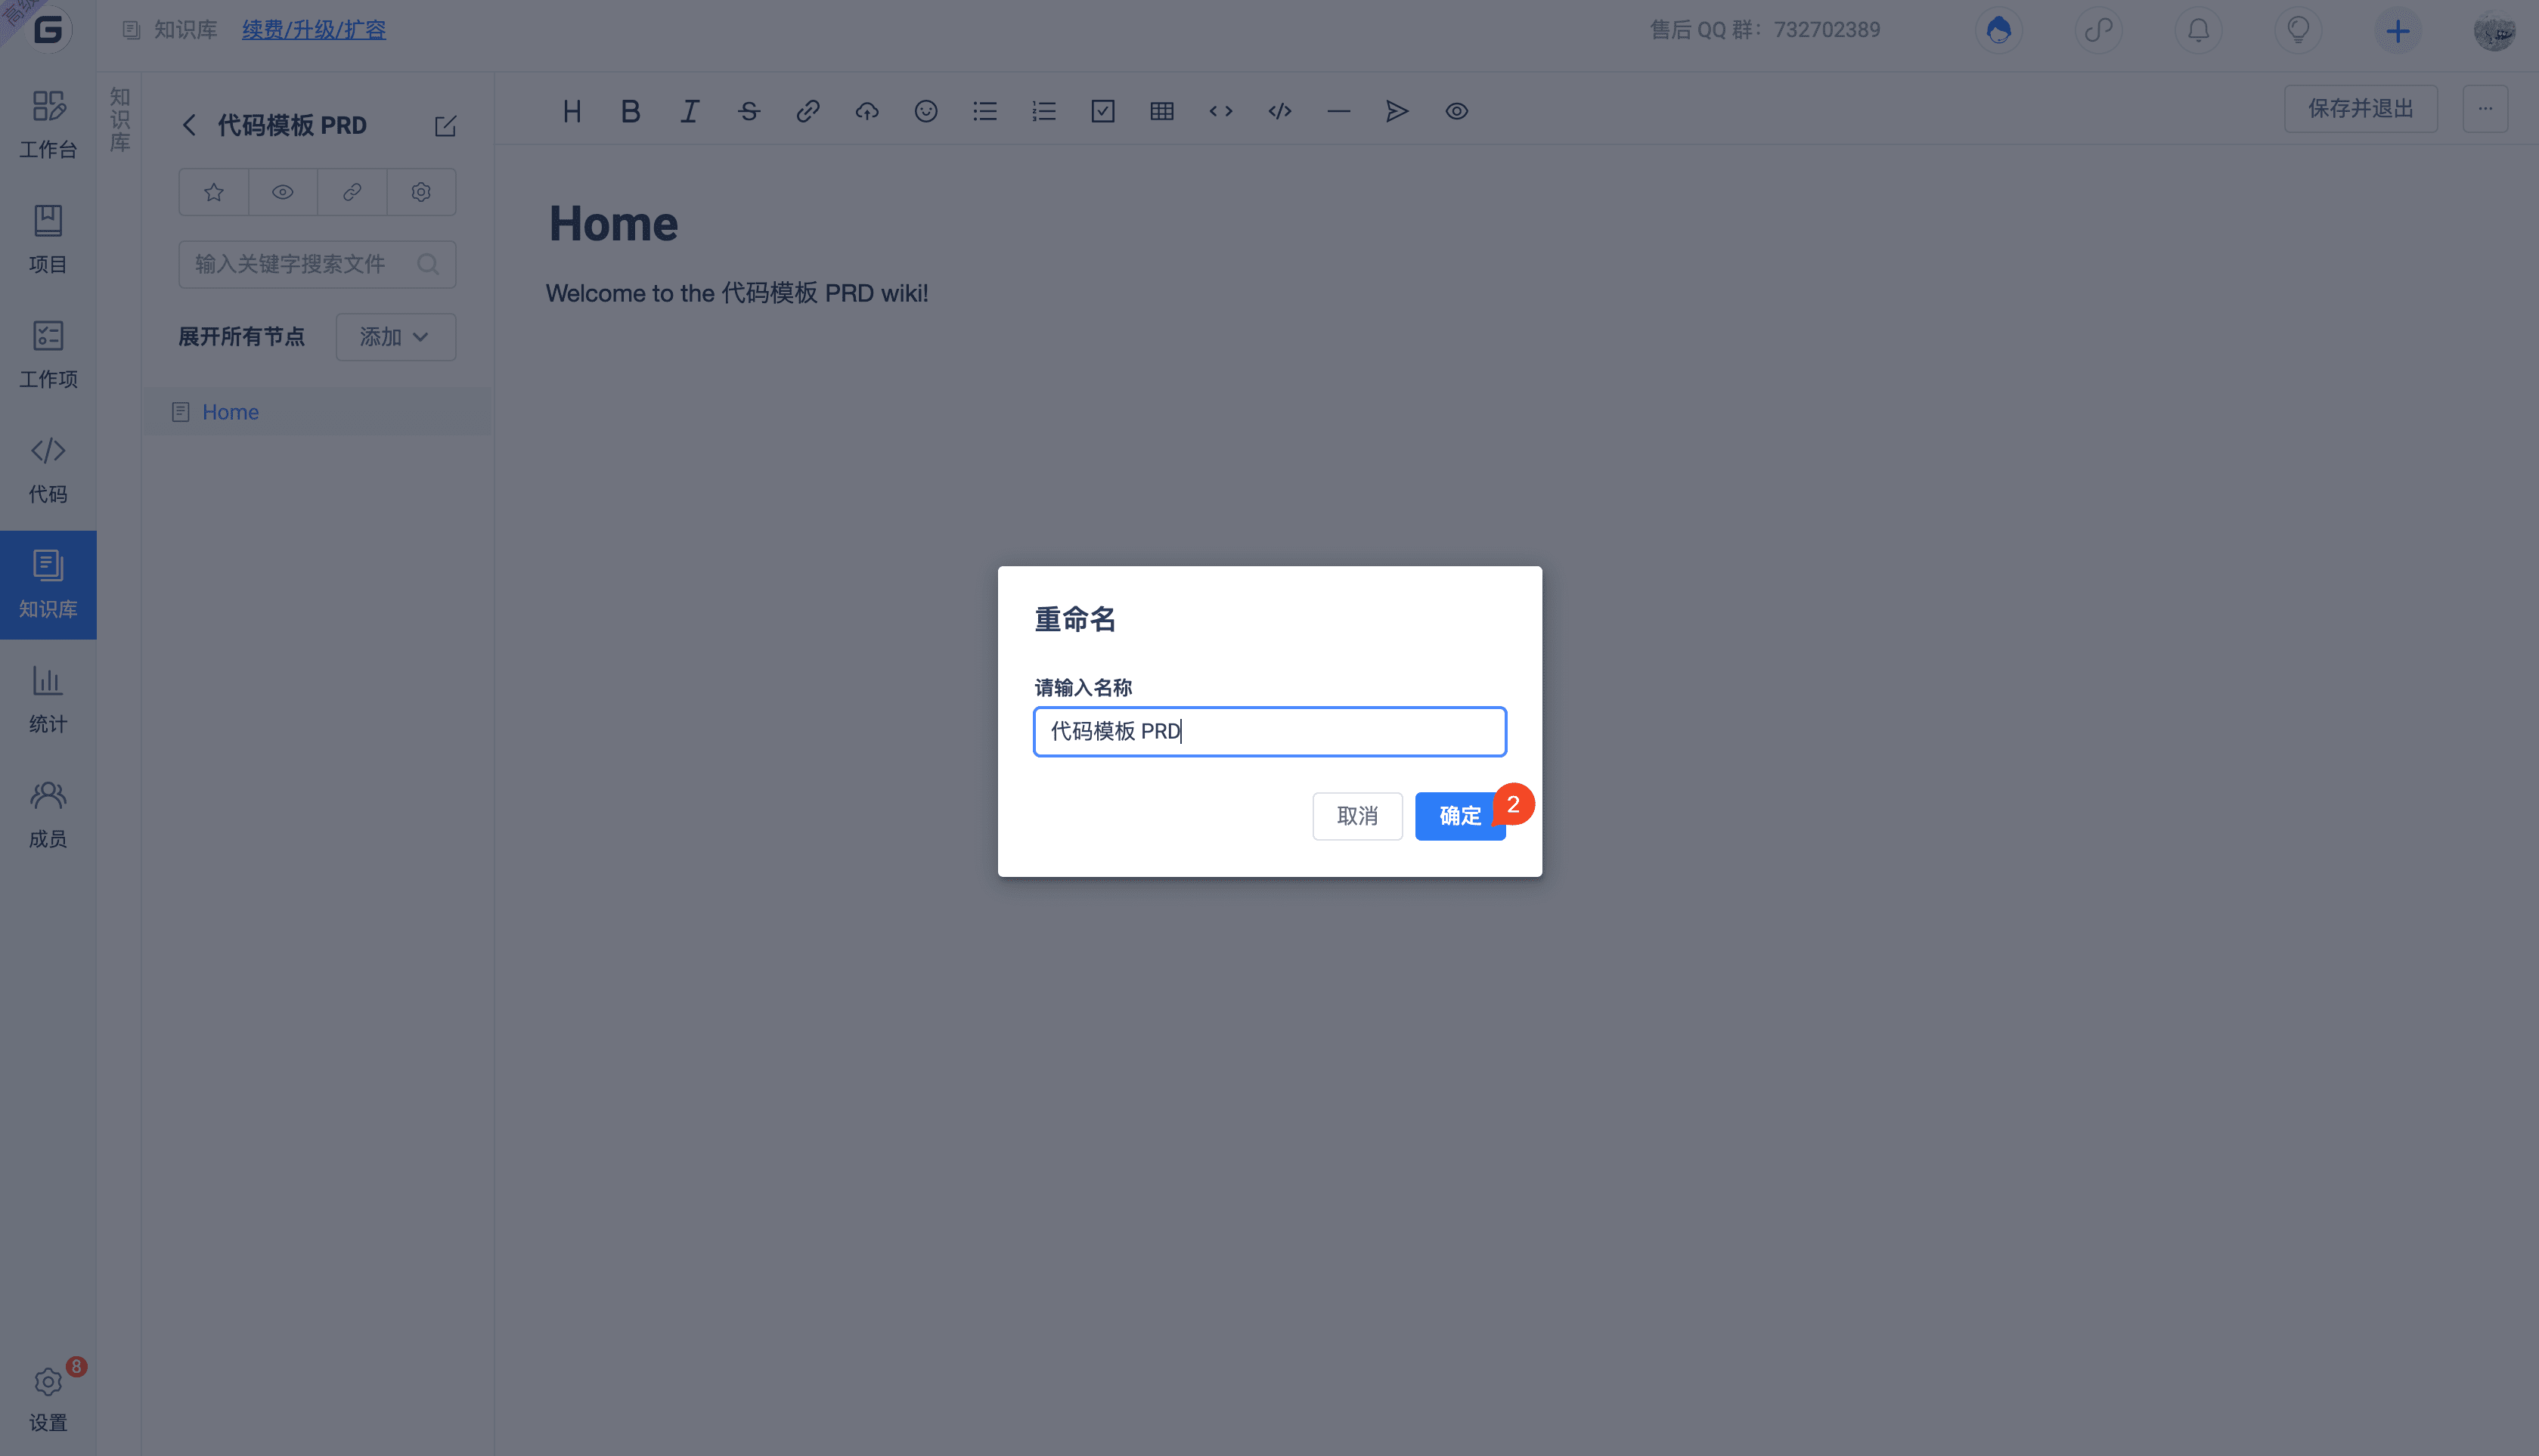 高级
G
知识库 续费/升级/扩容
售后 QQ 群：732702389
工作台
项目
工作项
代码
知识库
统计
成员
8
设置
知识库
代码模板 PRD
输入关键字搜索文件
展开所有节点
添加
Home
H B I S
保存并退出
...
Home
Welcome to the 代码模板 PRD wiki!
重命名
请输入名称
代码模板 PRD
取消
确定
2